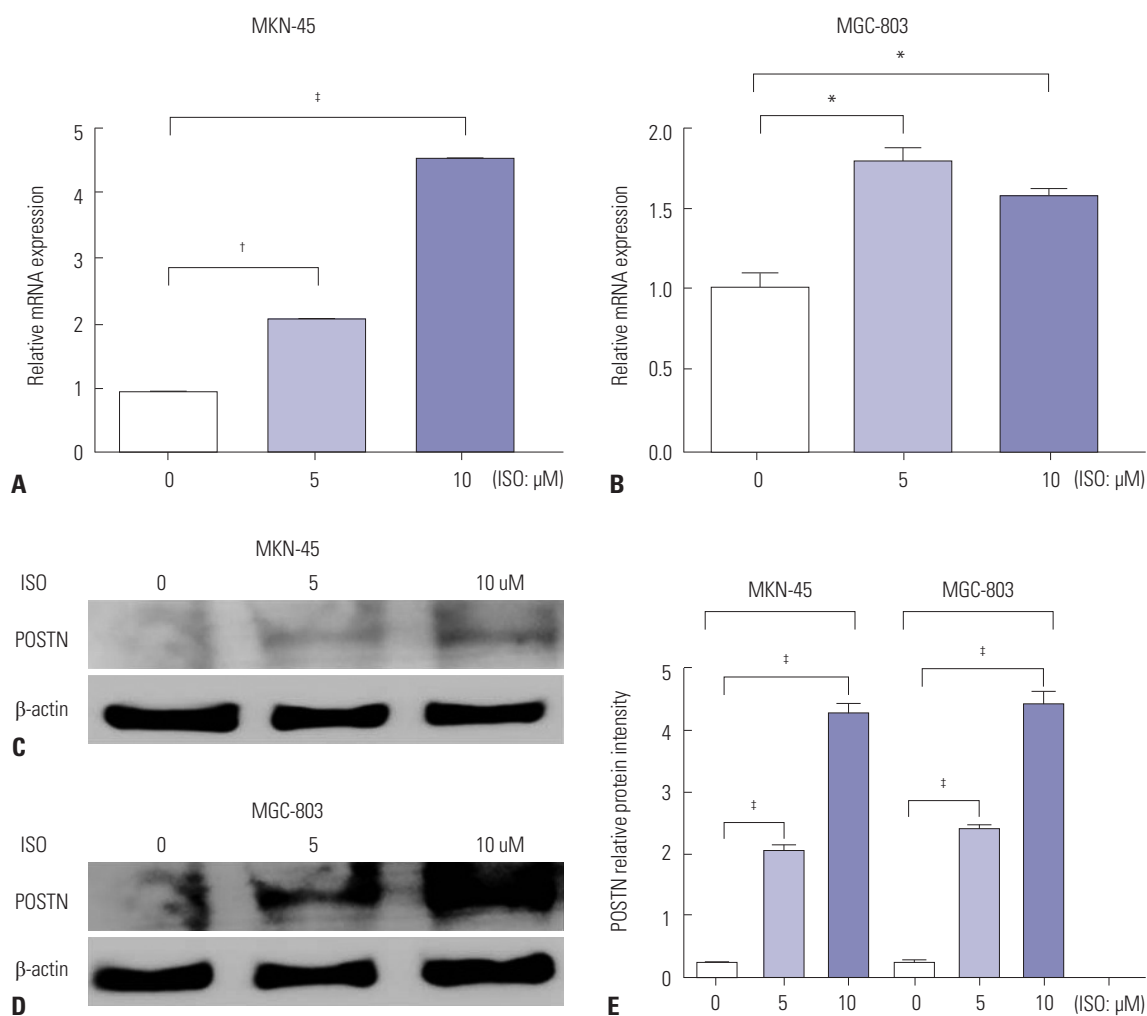 MKN-45
‡
†
Relative mRNA expression
5
4
3
2
1
0
0 5 10 (ISO: µM)
A
MGC-803
*
*
Relative mRNA expression
2.0
1.5
1.0
0.5
0.0
0 5 10 (ISO: µM)
B
MKN-45
ISO 0 5 10 uM
POSTN
β-actin
C
MGC-803
ISO 0 5 10 uM
POSTN
β-actin
D
MKN-45 MGC-803
‡ ‡
‡ ‡
POSTN relative protein intensity
5
4
3
2
1
0
0 5 10 0 5 10 (ISO: µM)
E